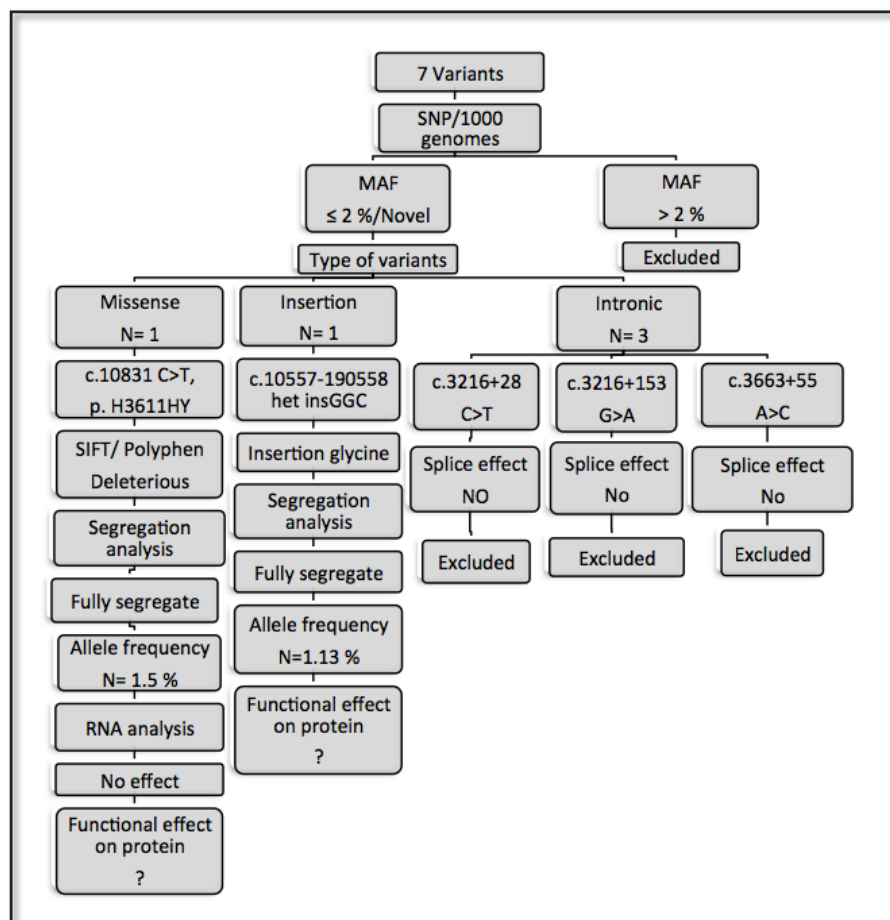 7 Variants
SNP/1000
genomes
MAF
≤ 2 %/Novel
MAF
> 2 %
Type of variants
Excluded
Missense
N= 1
c.10831 C>T,
p. H3611HY
SIFT/ Polyphen
Deleterious
Segregation
analysis
Fully segregate
Allele frequency
N= 1.5 %
RNA analysis
No effect
Functional effect
on protein
?
Insertion
N= 1
c.10557-190558
het insGGC
Insertion glycine
Segregation
analysis
Fully segregate
Allele frequency
N=1.13 %
Functional effect
on protein
?
Intronic
N= 3
c.3216+28
C>T
Splice effect
NO
Excluded
c.3216+153
G>A
Splice effect
No
Excluded
c.3663+55
A>C
Splice effect
No
Excluded